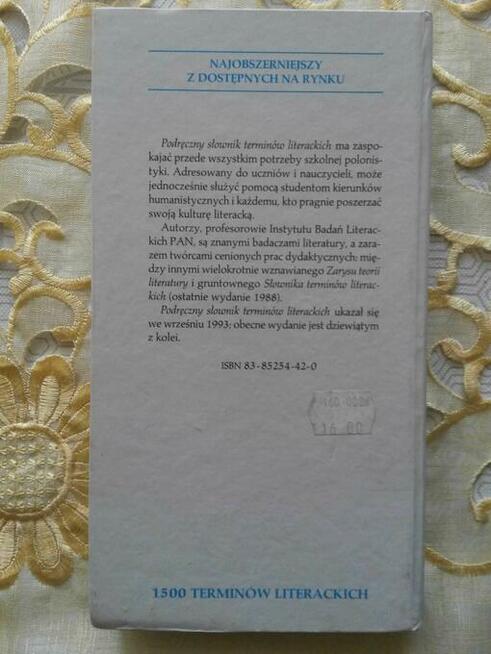 NAJOBSZERNIEJSZY
Z DOSTĘPNYCH NA RYNKU
Podręczny słownik terminów literackich ma zaspo-
kajać przede wszystkim potrzeby szkolnej polonis-
tyki. Adresowany do uczniów i nauczycieli, może
jednocześnie służyć pomocą studentom kierunków
humanistycznych i każdemu, kto pragnie poszerzać
swoją kulturę literacką.
Autorzy, profesorowie Instytutu Badań Literac-
kich PAN, są znanymi badaczami literatury, a zara-
zem twórcami cenionych prac dydaktycznych: mię-
dzy innymi wielokrotnie wznawianego Zarysu teorii
literatury i gruntownego Słownika terminów literac-
kich (ostatnie wydanie 1988).
Podręczny słownik terminów literackich ukazał się
we wrześniu 1993; obecne wydanie jest dziewiątym
z kolei.
ISBN 83-85254-42-0
16.00
1500 TERMINÓW LITERACKICH